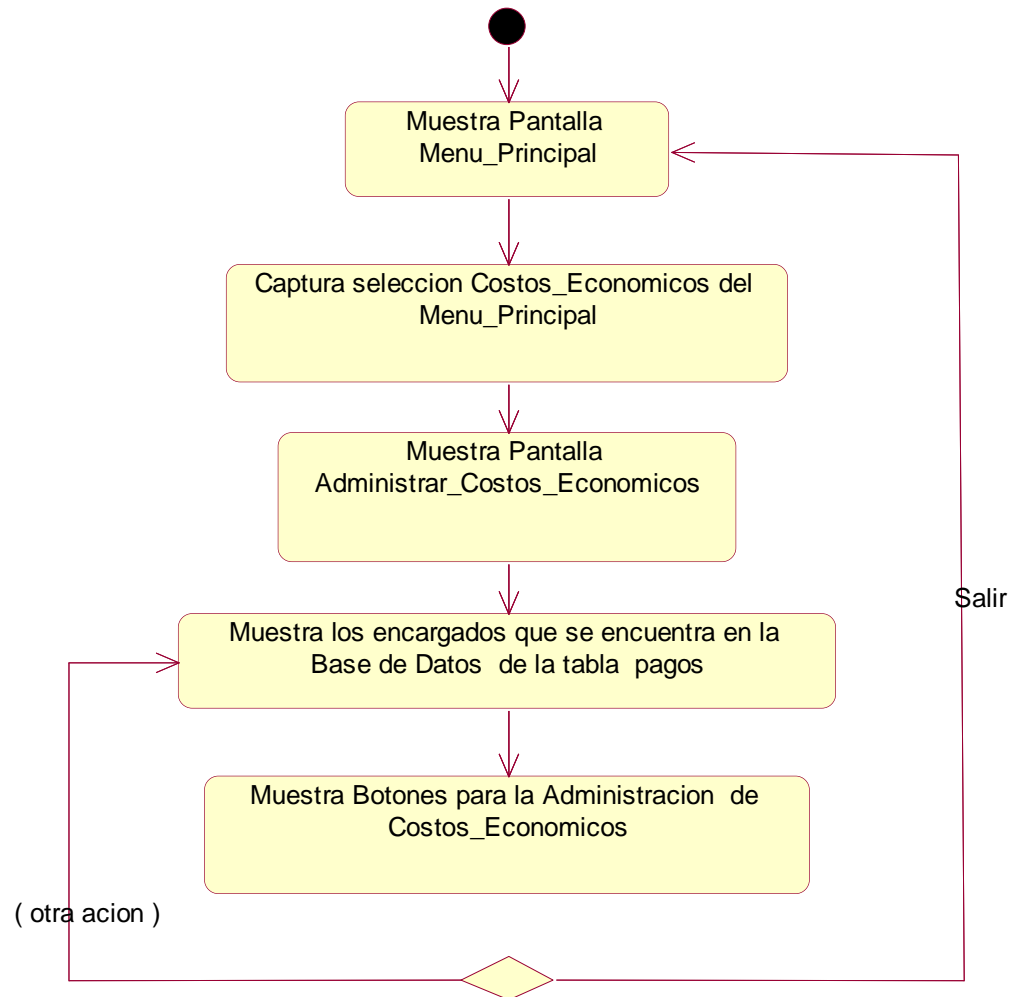 Muestra Pantalla
Menu_Principal
Captura seleccion Costos_Economicos del
Menu_Principal
Muestra Pantalla
Administrar_Costos_Economicos
Salir
Muestra los encargados que se encuentra en la
Base de Datos  de la tabla  pagos
Muestra Botones para la Administracion  de
Costos_Economicos
( otra acion )